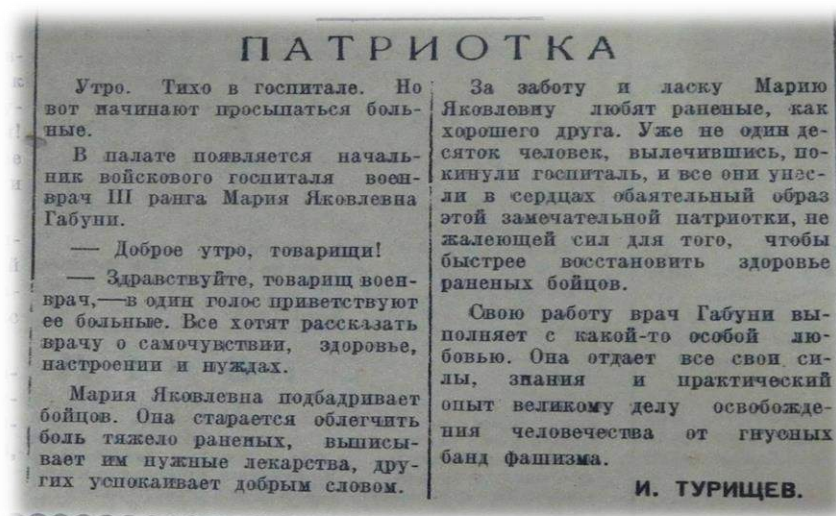 ПАТРИОТКА
Утро. Тихо в госпитале. Но
вот начинают просыпаться боль-
ные.
В палате появляется началь-
ник войскового госпиталя воен-
врач III ранга Мария Яковлевна
Габуни.
— Доброе утро, товарищи!
— Здравствуйте, товарищ воен-
врач,—в один голос приветствуют
ее больные. Все хотят рассказать
врачу о самочувствии, здоровье,
настроении и нуждах.
Мария Яковлевна подбадривает
бойцов. Она старается облегчить
боль тяжело раненых, выписы-
вает им нужные лекарства, дру-
гих успокаивает добрым словом.
За заботу и ласку Марию
Яковлевну любят раненые, как
хорошего друга. Уже не один де-
сяток человек, вылечившись, по-
кинули госпиталь, и все они унес-
ли в сердцах обаятельный образ
этой замечательной патриотки, не
жалеющей сил для того, чтобы
быстрее восстановить здоровье
раненых бойцов.
Свою работу врач Габуни вы-
полняет с какой-то особой лю-
бовью. Она отдает все свои си-
лы, знания и практический
опыт великому делу освобожде-
ния человечества от гнусных
банд фашизма.
И. ТУРИЩЕВ.